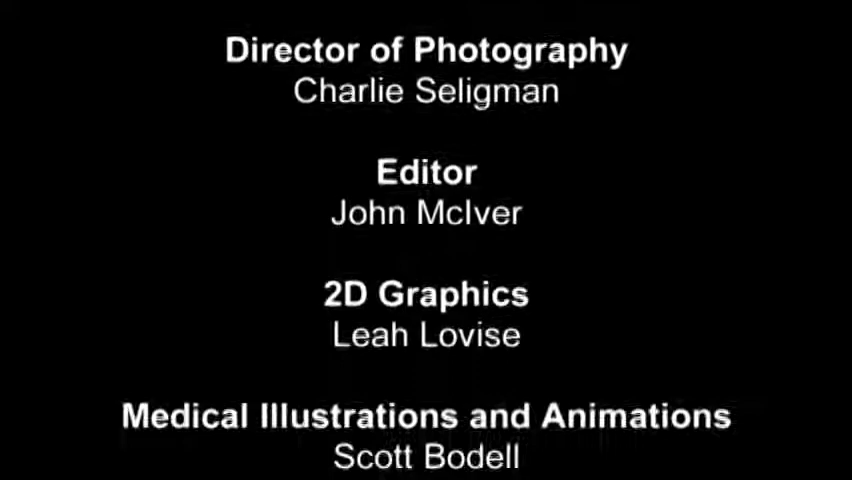 Director of Photography
Charlie Seligman
Editor
John McIver
2D Graphics
Leah Lovise
Medical Illustrations and Animations
Scott Bodell